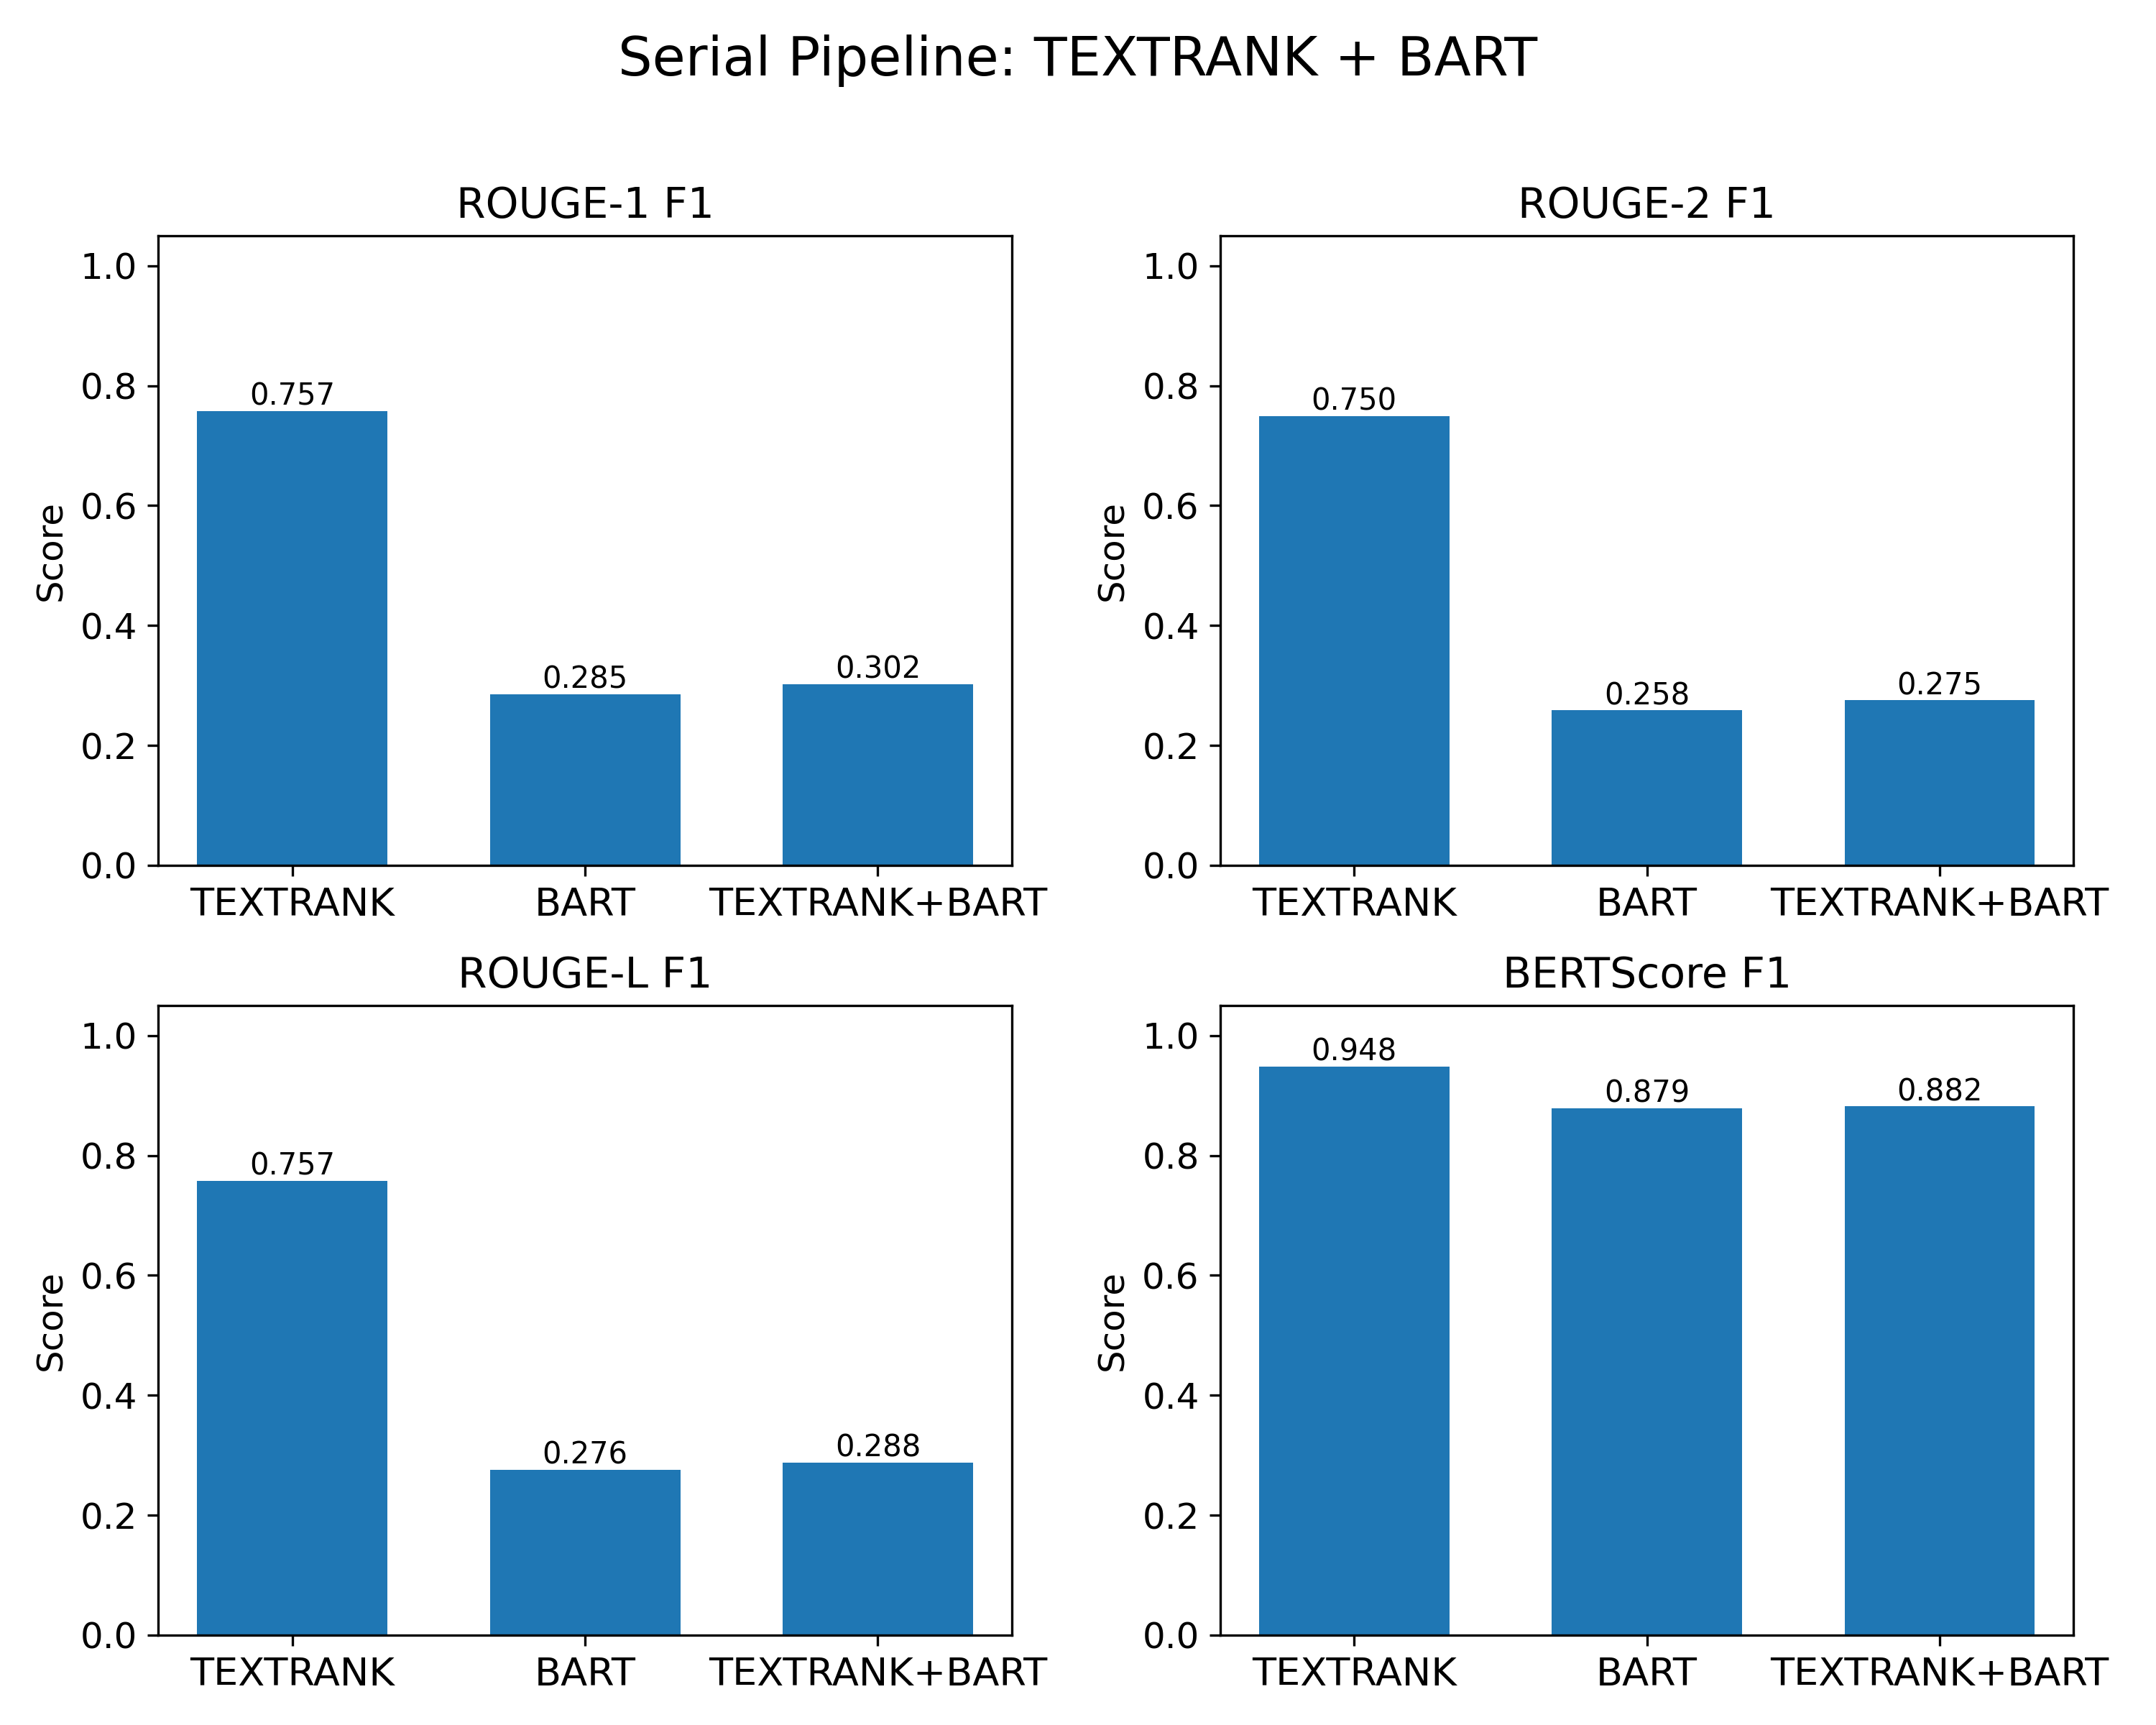 Serial Pipeline: TEXTRANK + BART
ROUGE-1 F1
Score
1.0
0.8
0.6
0.4
0.2
0.0
0.757
0.285
0.302
TEXTRANK
BART
TEXTRANK+BART
ROUGE-2 F1
Score
1.0
0.8
0.6
0.4
0.2
0.0
0.750
0.258
0.275
TEXTRANK
BART
TEXTRANK+BART
ROUGE-L F1
Score
1.0
0.8
0.6
0.4
0.2
0.0
0.757
0.276
0.288
TEXTRANK
BART
TEXTRANK+BART
BERTScore F1
Score
1.0
0.8
0.6
0.4
0.2
0.0
0.948
0.879
0.882
TEXTRANK
BART
TEXTRANK+BART